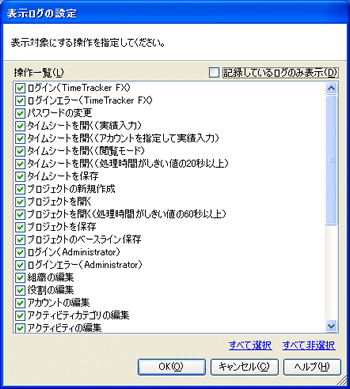 表示ログの設定
表示対象にする操作を指定してください。
操作一覧(L)
記録しているログのみ表示(D)
ログイン(TimeTracker FX)
ログインエラー(TimeTracker FX)
パスワードの変更
タイムシートを開く(実績入力)
タイムシートを開く(アカウントを指定して実績入力)
タイムシートを開く(閲覧モード)
タイムシートを開く(処理時間がしきい値の20秒以上)
タイムシートを保存
プロジェクトの新規作成
プロジェクトを開く
プロジェクトを開く(処理時間がしきい値の60秒以上)
プロジェクトを保存
プロジェクトのベースライン保存
ログイン(Administrator)
ログインエラー(Administrator)
組織の編集
役割の編集
アカウントの編集
アクティビティカテゴリの編集
アクティビティの編集
すべて選択 すべて非選択
OK(O) キャンセル(C) ヘルプ(H)